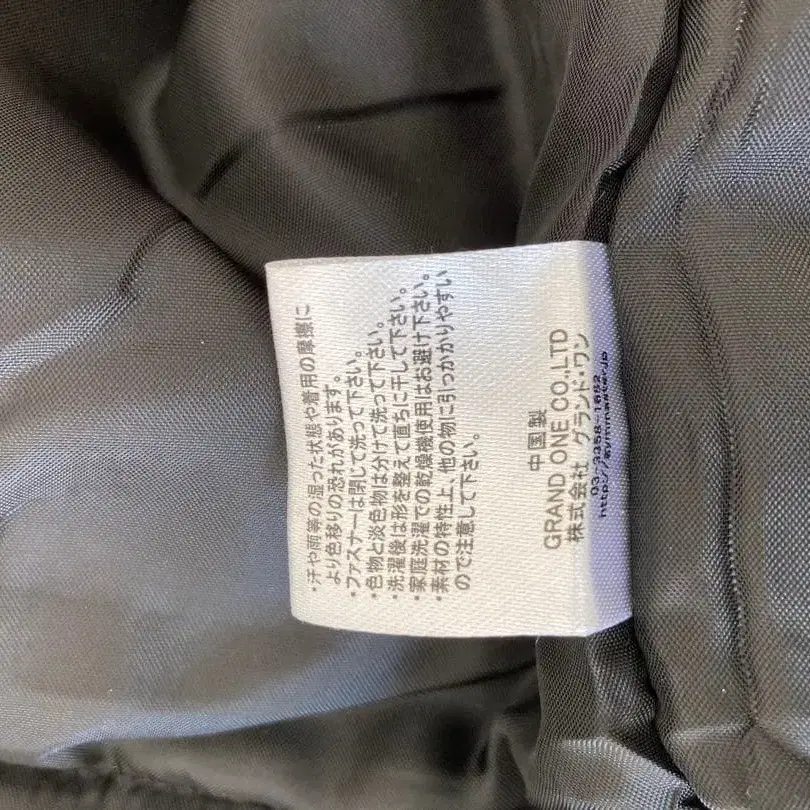 ・汗や雨等の湿った状態や着用の摩擦に
より色移りの恐れがあります。
・ファスナーは閉じて洗って下さい。
・色物と淡色物は分けて洗って下さい。
・洗濯後は形を整えて直ちに干して下さい。
・家庭洗濯での乾燥機使用はお避け下さい。
・素材の特性上、他の物に引っかかりやすい
ので注意して下さい。
中国製
GRAND ONE CO.,LTD
株式会社 グランド・ワン
03-3358-1652